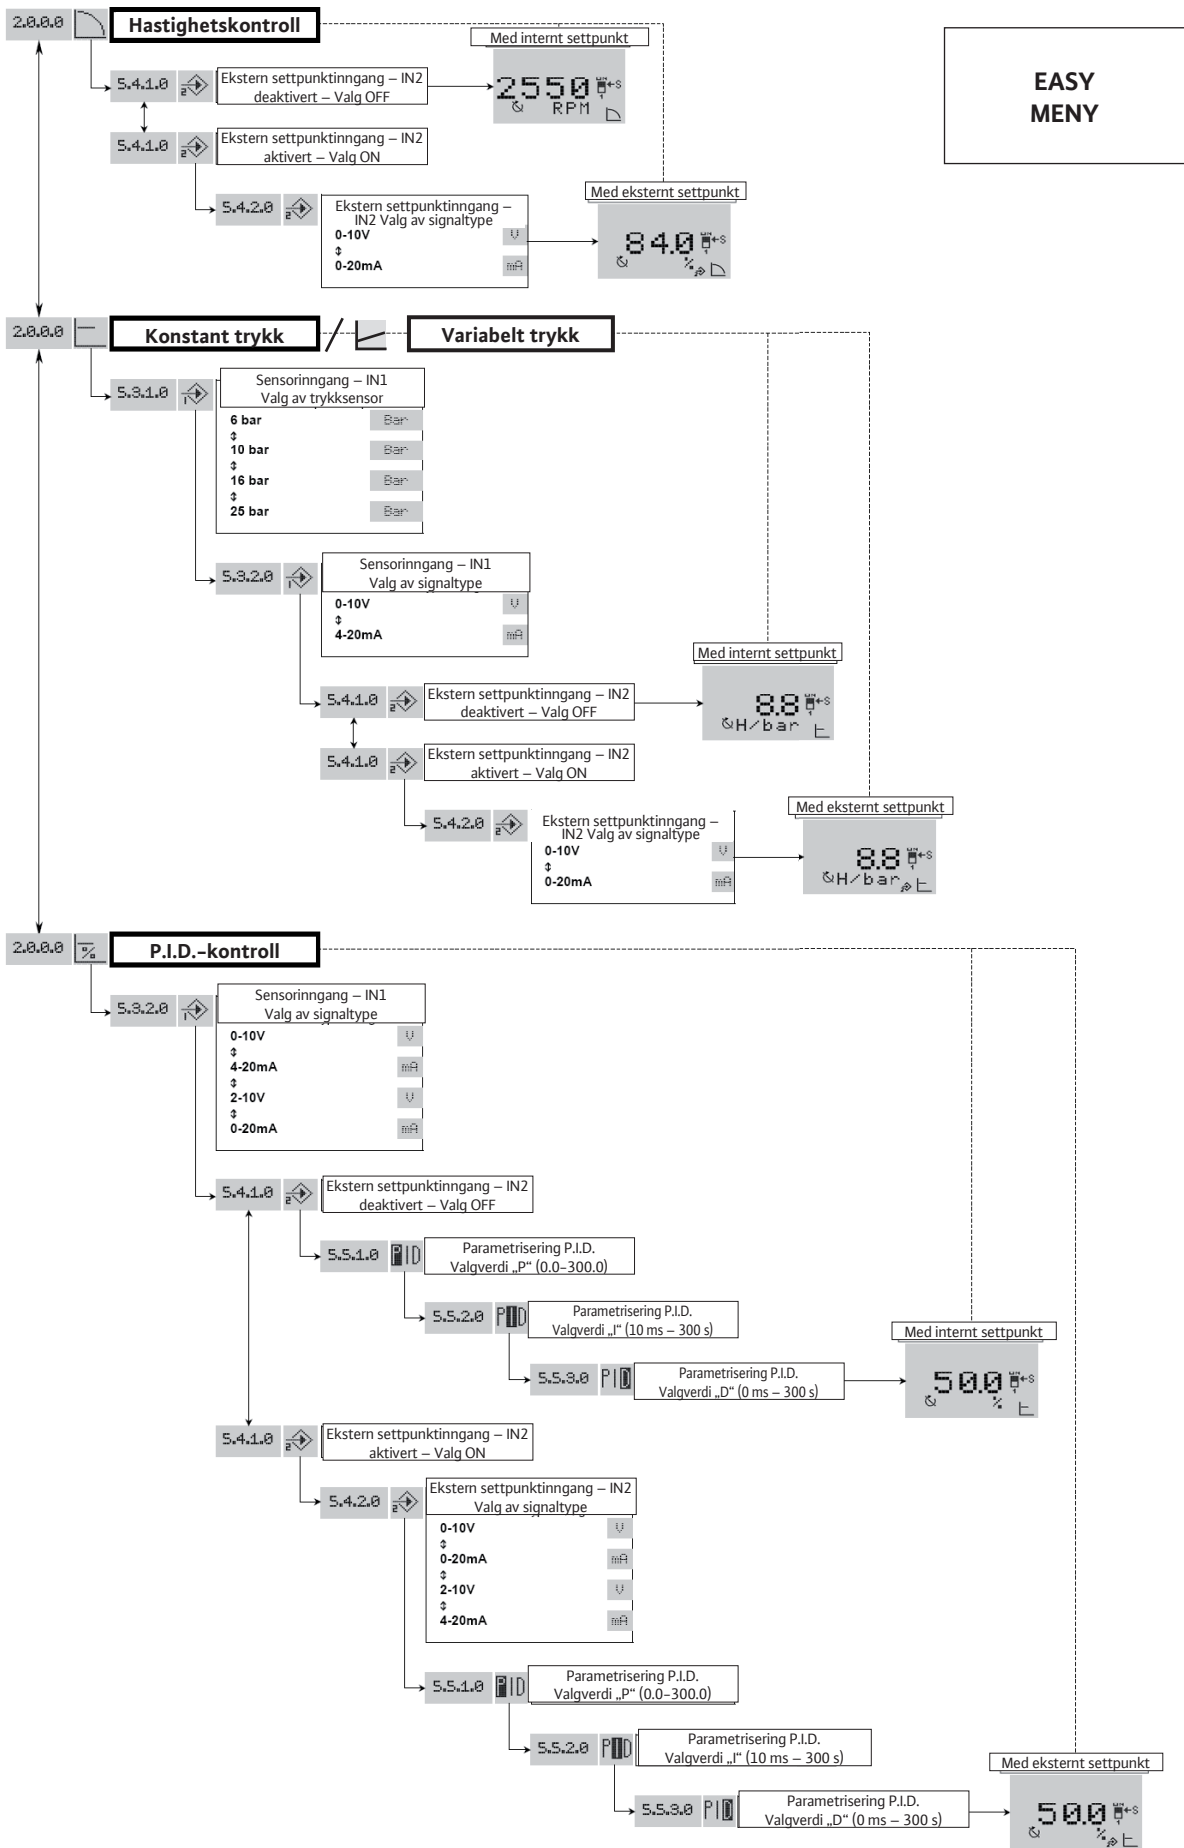 2.0.0.0 Hastighetskontroll
Med internt settpunkt
5.4.1.0 Ekstern settpunktinngang – IN2
deaktivert – Valg OFF
2550
RPM
EASY
MENY
5.4.1.0 Ekstern settpunktinngang – IN2
aktivert – Valg ON
Med eksternt settpunkt
5.4.2.0 Ekstern settpunktinngang –
IN2 Valg av signaltype
0-10V V
0-20mA mA
84.0 %
2.0.0.0 Konstant trykk / Variabelt trykk
5.3.1.0 Sensorinngang – IN1
Valg av trykksensor
6 bar Bar
10 bar Bar
16 bar Bar
25 bar Bar
5.3.2.0 Sensorinngang – IN1
Valg av signaltype
0-10V V
4-20mA mA
Med internt settpunkt
5.4.1.0 Ekstern settpunktinngang – IN2
deaktivert – Valg OFF
8.8
H/bar
5.4.1.0 Ekstern settpunktinngang – IN2
aktivert – Valg ON
Med eksternt settpunkt
5.4.2.0 Ekstern settpunktinngang –
IN2 Valg av signaltype
0-10V V
0-20mA mA
8.8
H/bar
2.0.0.0 P.I.D.–kontroll
5.3.2.0 Sensorinngang – IN1
Valg av signaltype
0-10V V
4-20mA mA
2-10V V
0-20mA mA
5.4.1.0 Ekstern settpunktinngang – IN2
deaktivert – Valg OFF
5.5.1.0 PID Parametrisering P.I.D.
Valgverdi „P“ (0.0–300.0)
5.5.2.0 PID Parametrisering P.I.D.
Valgverdi „I“ (10 ms – 300 s)
Med internt settpunkt
5.5.3.0 PID Parametrisering P.I.D.
Valgverdi „D“ (0 ms – 300 s)
50.0 %
5.4.1.0 Ekstern settpunktinngang – IN2
aktivert – Valg ON
5.4.2.0 Ekstern settpunktinngang – IN2
Valg av signaltype
0-10V V
0-20mA mA
2-10V V
4-20mA mA
5.5.1.0 PID Parametrisering P.I.D.
Valgverdi „P“ (0.0–300.0)
5.5.2.0 PID Parametrisering P.I.D.
Valgverdi „I“ (10 ms – 300 s)
Med eksternt settpunkt
5.5.3.0 PID Parametrisering P.I.D.
Valgverdi „D“ (0 ms – 300 s)
50.0 %